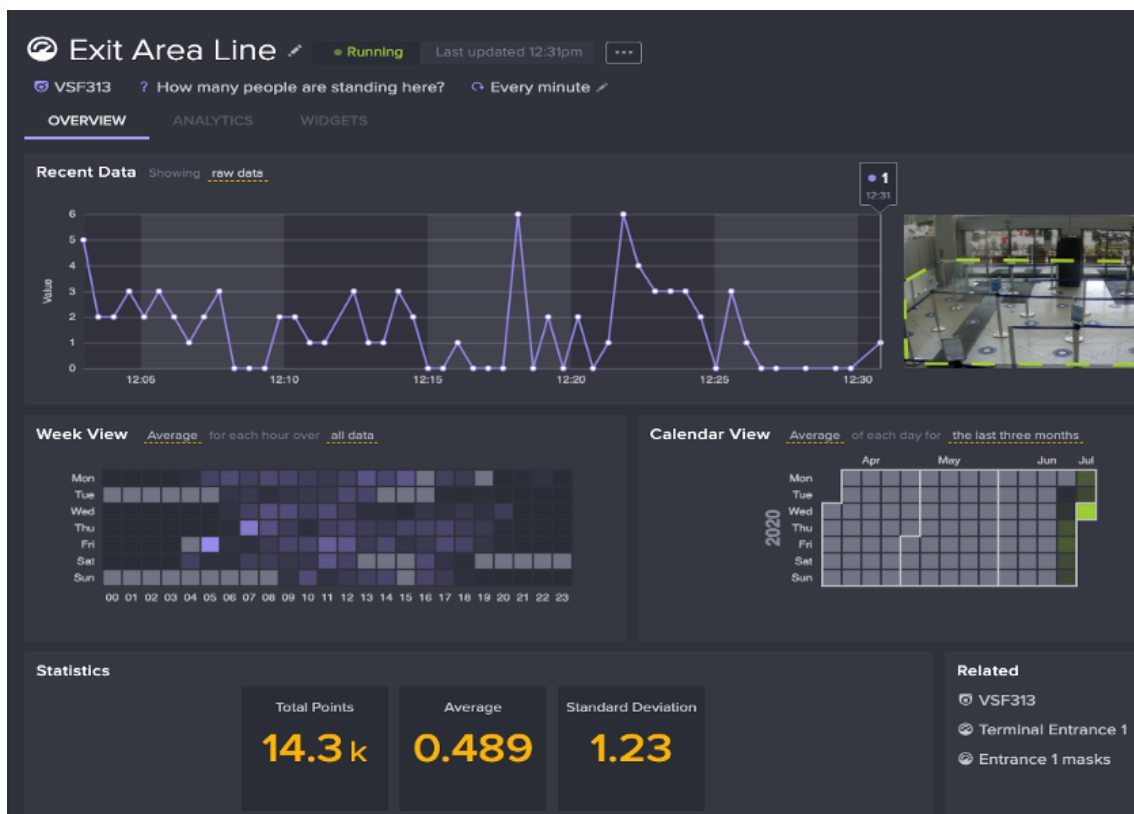 Exit Area Line
Running
Last updated 12:31pm
VSF313
? How many people are standing here?
Every minute
OVERVIEW
ANALYTICS
WIDGETS
Recent Data Showing raw data
1
12:31
6
5
4
3
2
1
0
Value
12:05 12:10 12:15 12:20 12:25 12:30
Week View Average for each hour over all data
Mon
Tue
Wed
Thu
Fri
Sat
Sun
00 01 02 03 04 05 06 07 08 09 10 11 12 13 14 15 16 17 18 19 20 21 22 23
Calendar View Average of each day for the last three months
Apr May Jun Jul
2020
Mon
Tue
Wed
Thu
Fri
Sat
Sun
Statistics
Total Points
14.3 k
Average
0.489
Standard Deviation
1.23
Related
VSF313
Terminal Entrance 1
Entrance 1 masks